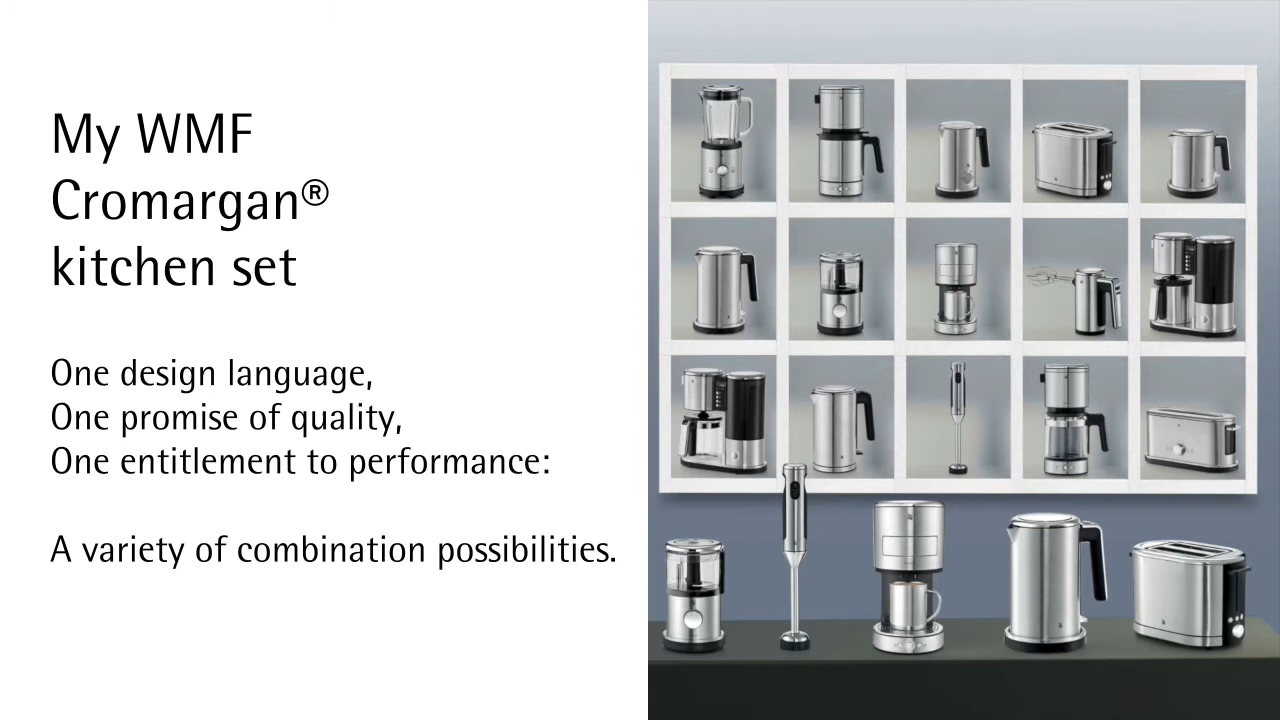 My WMF
Cromargan®
kitchen set
One design language,
One promise of quality,
One entitlement to performance:
A variety of combination possibilities.